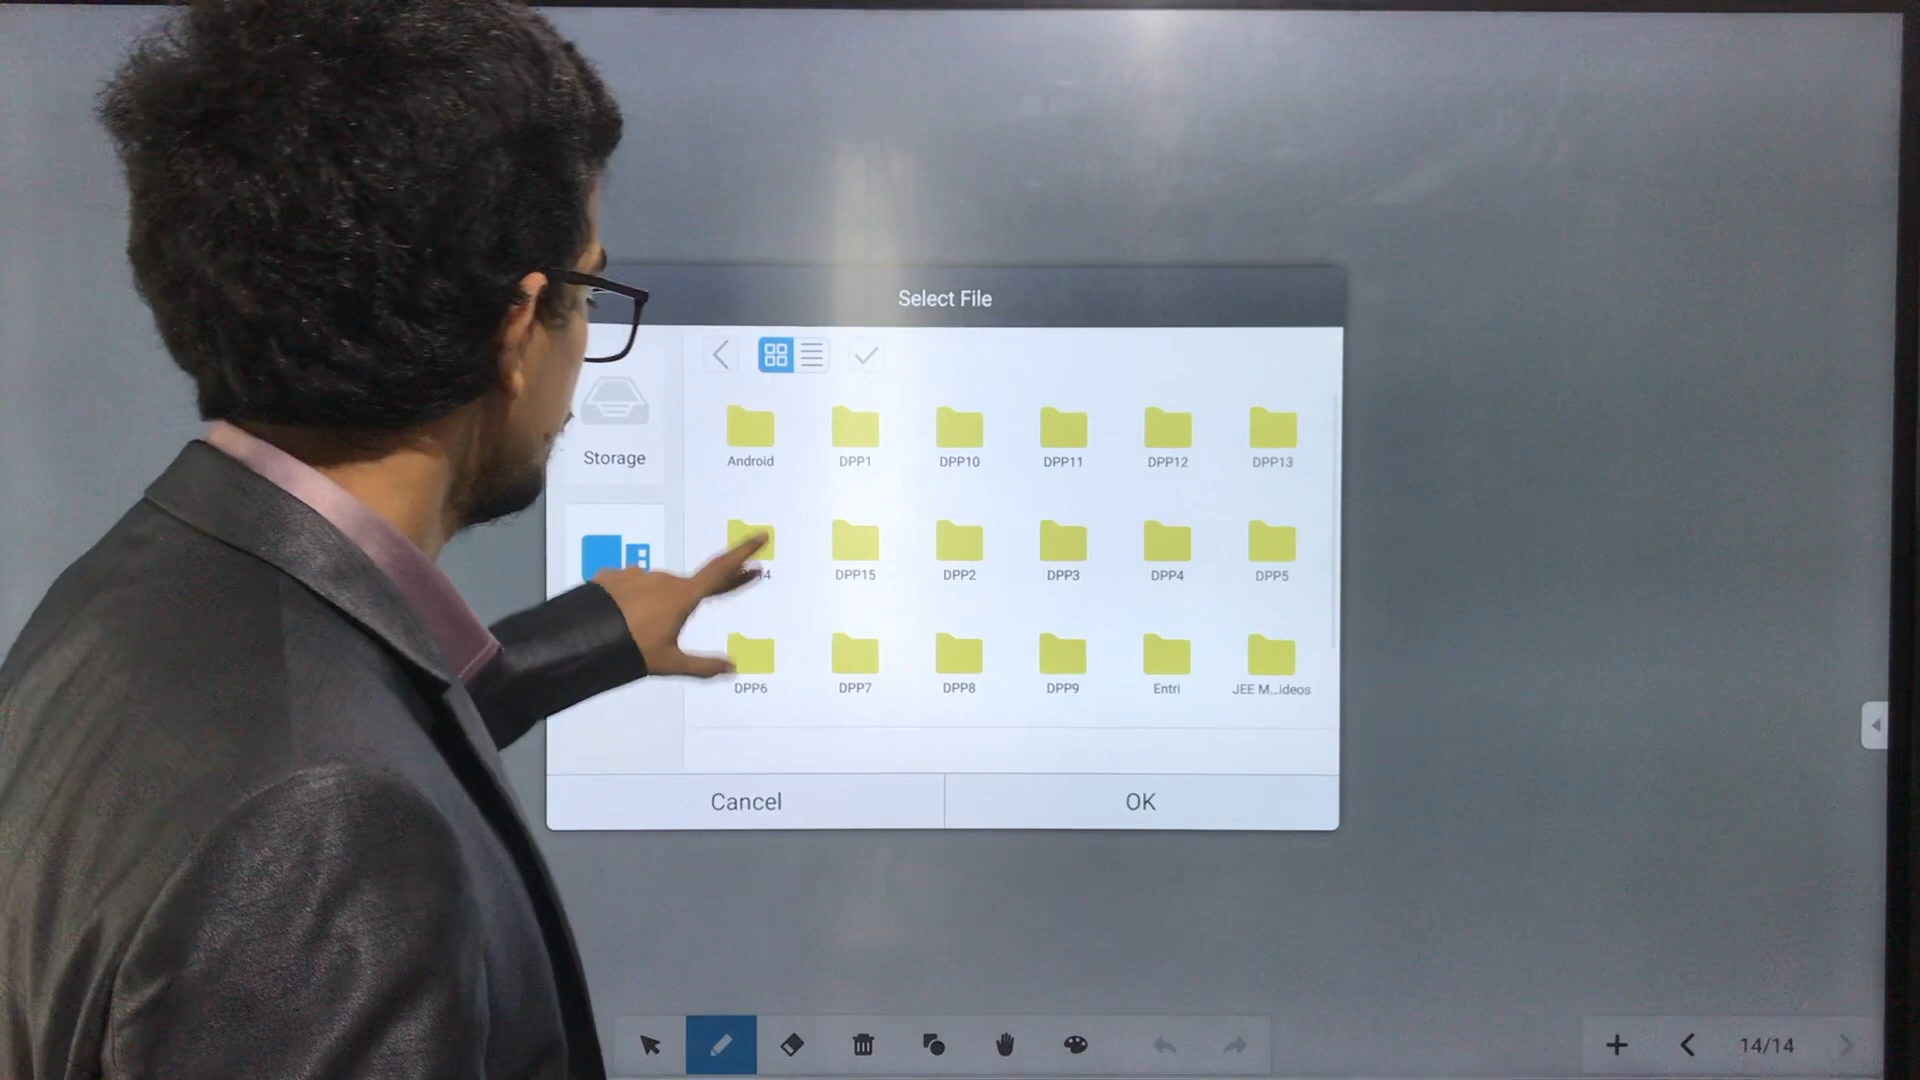 Select File
Storage
Android DPP1 DPP10 DPP11 DPP12 DPP13
DPP15 DPP2 DPP3 DPP4 DPP5
DPP6 DPP7 DPP8 DPP9 Entri JEE M...ideos
Cancel OK
14/14